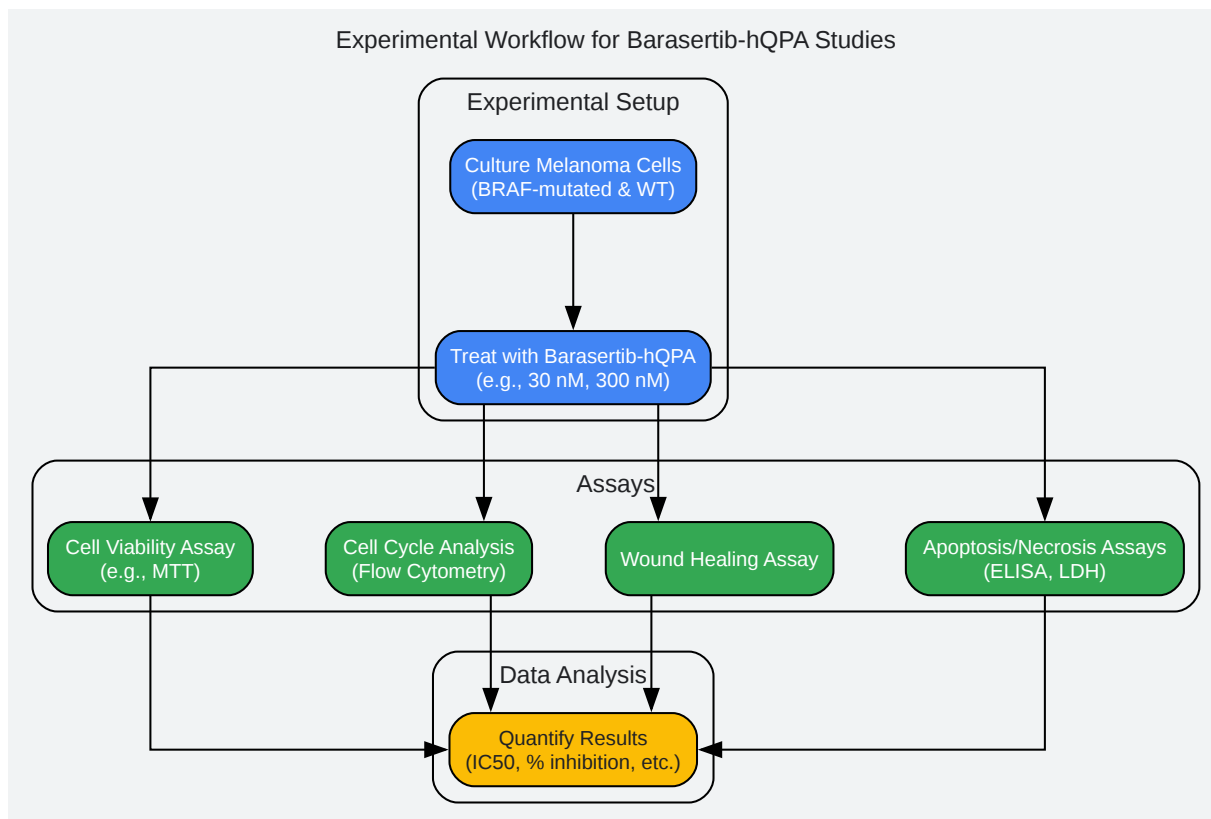 Experimental Workflow for Barasertib-hQPA Studies
Experimental Setup
Culture Melanoma Cells
(BRAF-mutated & WT)
Treat with Barasertib-hQPA
(e.g., 30 nM, 300 nM)
Assays
Cell Viability Assay
(e.g., MTT)
Cell Cycle Analysis
(Flow Cytometry)
Wound Healing Assay
Apoptosis/Necrosis Assays
(ELISA, LDH)
Data Analysis
Quantify Results
(IC50, % inhibition, etc.)